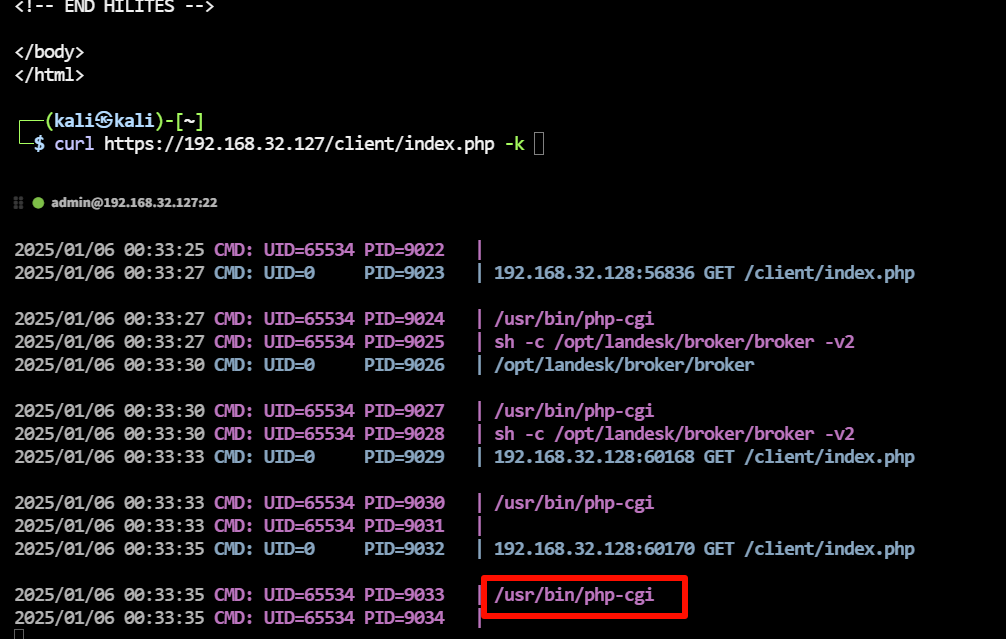 <!-- END HILITES -->
</body>
</html>
(kali㉿kali)-[~]
$ curl https://192.168.32.127/client/index.php -k
admin@192.168.32.127:22
2025/01/06 00:33:25 CMD: UID=65534 PID=9022 |
2025/01/06 00:33:27 CMD: UID=0 PID=9023 | 192.168.32.128:56836 GET /client/index.php
2025/01/06 00:33:27 CMD: UID=65534 PID=9024 | /usr/bin/php-cgi
2025/01/06 00:33:27 CMD: UID=65534 PID=9025 | sh -c /opt/landesk/broker/broker -v2
2025/01/06 00:33:30 CMD: UID=0 PID=9026 | /opt/landesk/broker/broker
2025/01/06 00:33:30 CMD: UID=65534 PID=9027 | /usr/bin/php-cgi
2025/01/06 00:33:30 CMD: UID=65534 PID=9028 | sh -c /opt/landesk/broker/broker -v2
2025/01/06 00:33:33 CMD: UID=0 PID=9029 | 192.168.32.128:60168 GET /client/index.php
2025/01/06 00:33:33 CMD: UID=65534 PID=9030 | /usr/bin/php-cgi
2025/01/06 00:33:33 CMD: UID=65534 PID=9031 |
2025/01/06 00:33:35 CMD: UID=0 PID=9032 | 192.168.32.128:60170 GET /client/index.php
2025/01/06 00:33:35 CMD: UID=65534 PID=9033 | /usr/bin/php-cgi
2025/01/06 00:33:35 CMD: UID=65534 PID=9034 |